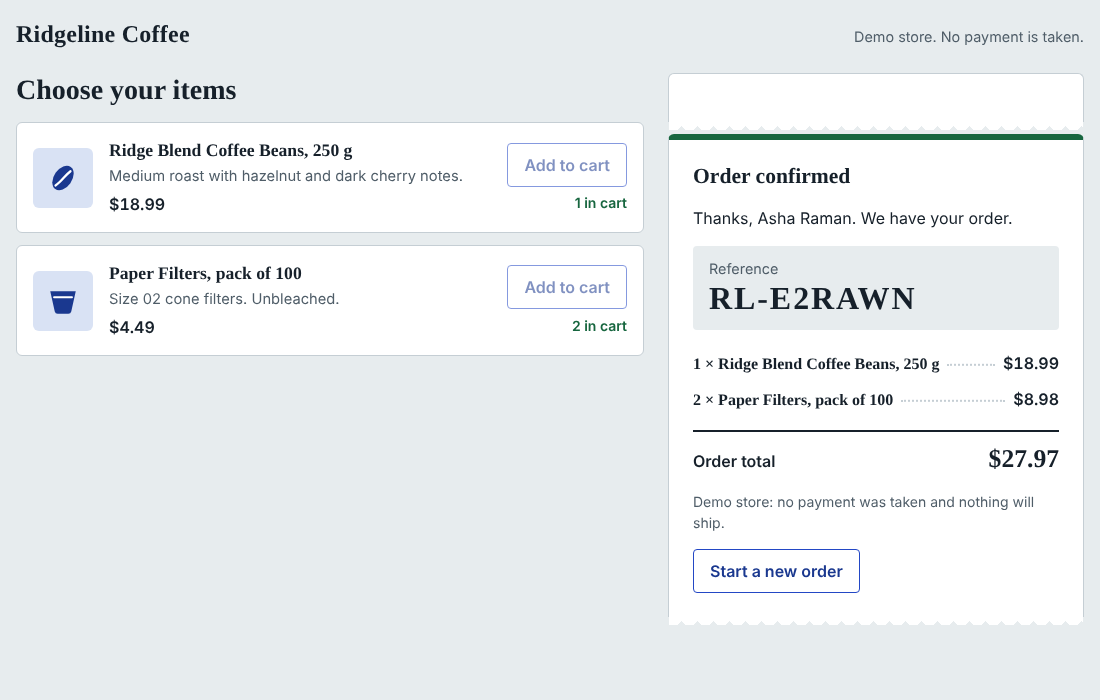 Ridgeline Coffee
Demo store. No payment is taken.
Choose your items
Ridge Blend Coffee Beans, 250 g
Medium roast with hazelnut and dark cherry notes.
$18.99
Add to cart
1 in cart
Paper Filters, pack of 100
Size 02 cone filters. Unbleached.
$4.49
Add to cart
2 in cart
Order confirmed
Thanks, Asha Raman. We have your order.
Reference
RL-E2RAWN
1 × Ridge Blend Coffee Beans, 250 g $18.99
2 × Paper Filters, pack of 100 $8.98
Order total $27.97
Demo store: no payment was taken and nothing will
ship.
Start a new order